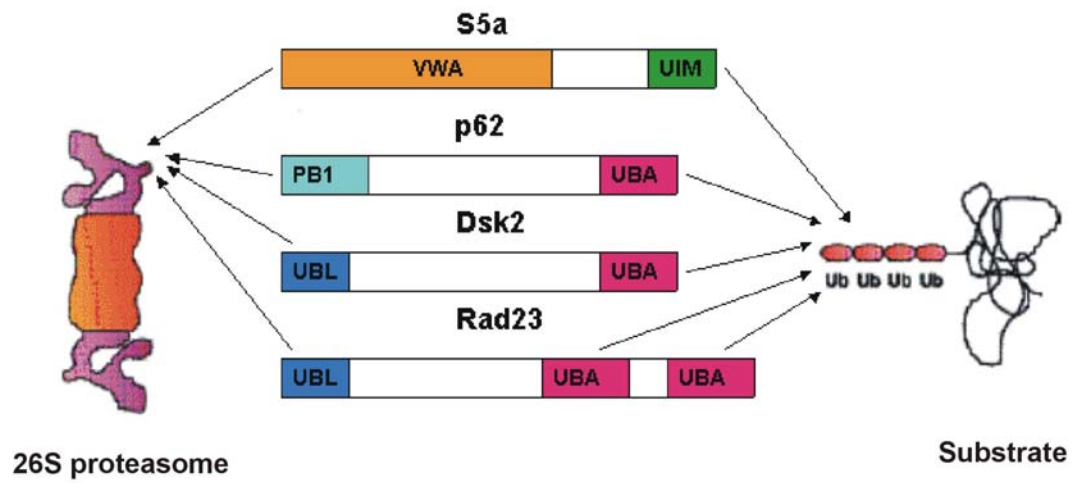 S5a
VWA UIM
p62
PB1 UBA
Dsk2
UBL UBA
Ub Ub Ub Ub
Rad23
UBL UBA UBA
26S proteasome
Substrate